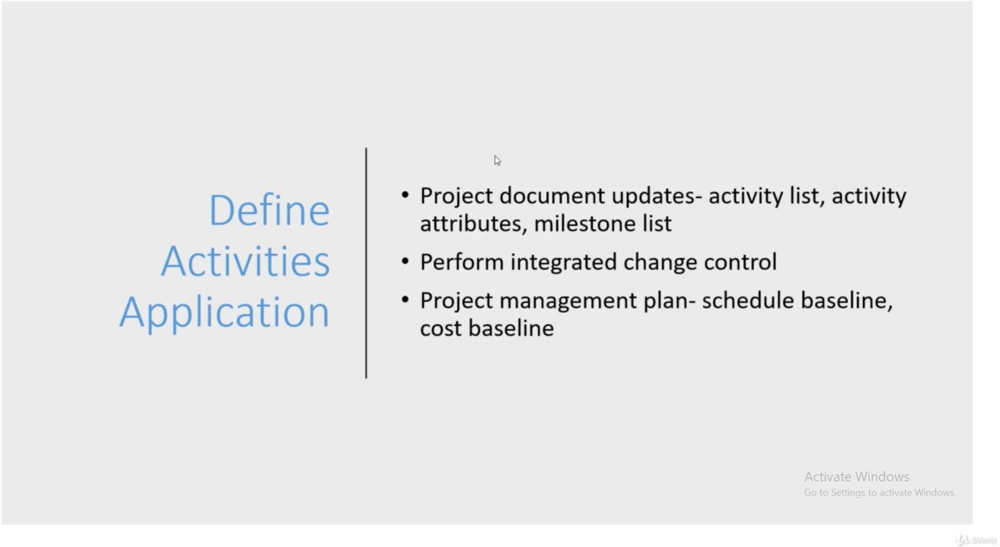 Define
Activities
Application
• Project document updates- activity list, activity
attributes, milestone list
• Perform integrated change control
• Project management plan- schedule baseline,
cost baseline
Activate Windows
Go to Settings to activate Windows.
Udemy